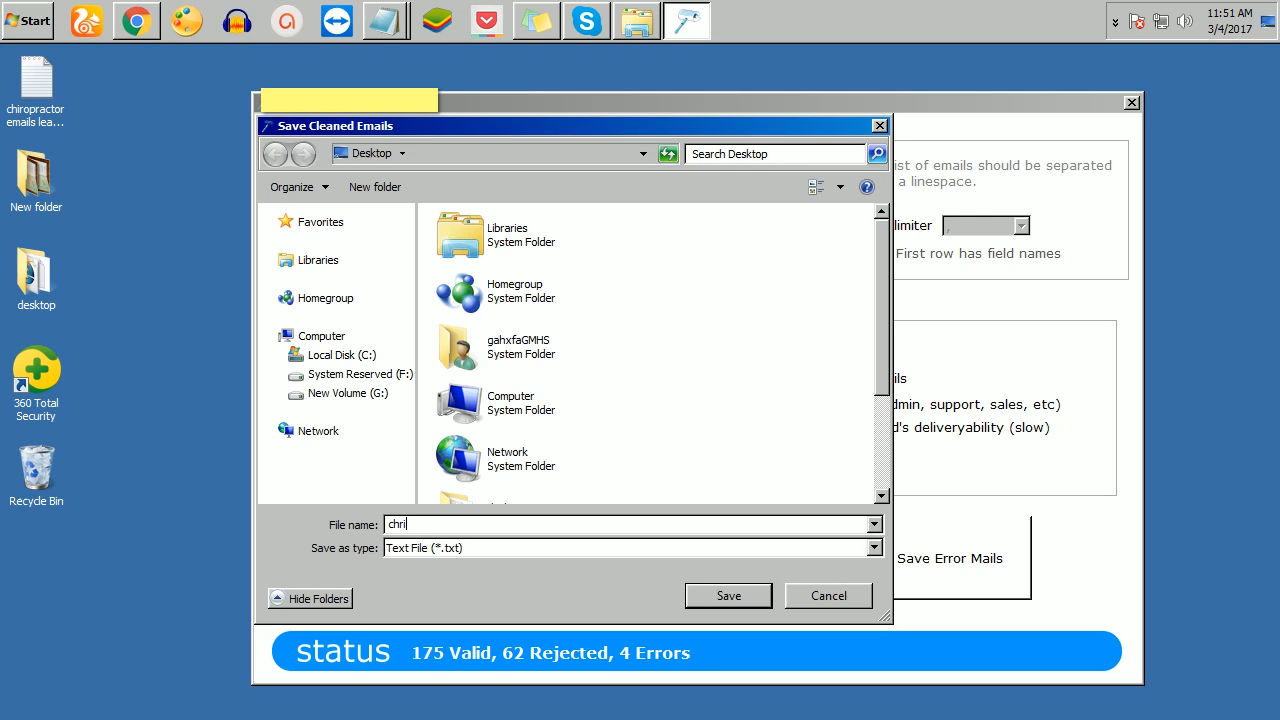 Start
11:51 AM
3/4/2017
chiropractor
emails lea...
New folder
desktop
360 Total
Security
Recycle Bin
Save Cleaned Emails
Desktop
Search Desktop
Organize
New folder
Favorites
Libraries
Homegroup
Computer
Local Disk (C:)
System Reserved (F:)
New Volume (G:)
Network
Libraries
System Folder
Homegroup
System Folder
gahxfaGMHS
System Folder
Computer
System Folder
Network
System Folder
File name: chri
Save as type: Text File (*.txt)
Hide Folders
Save
Cancel
ist of emails should be separated
a linespace.
limiter ,
First row has field names
ils
dmin, support, sales, etc)
d's deliveryability (slow)
Save Error Mails
status 175 Valid, 62 Rejected, 4 Errors